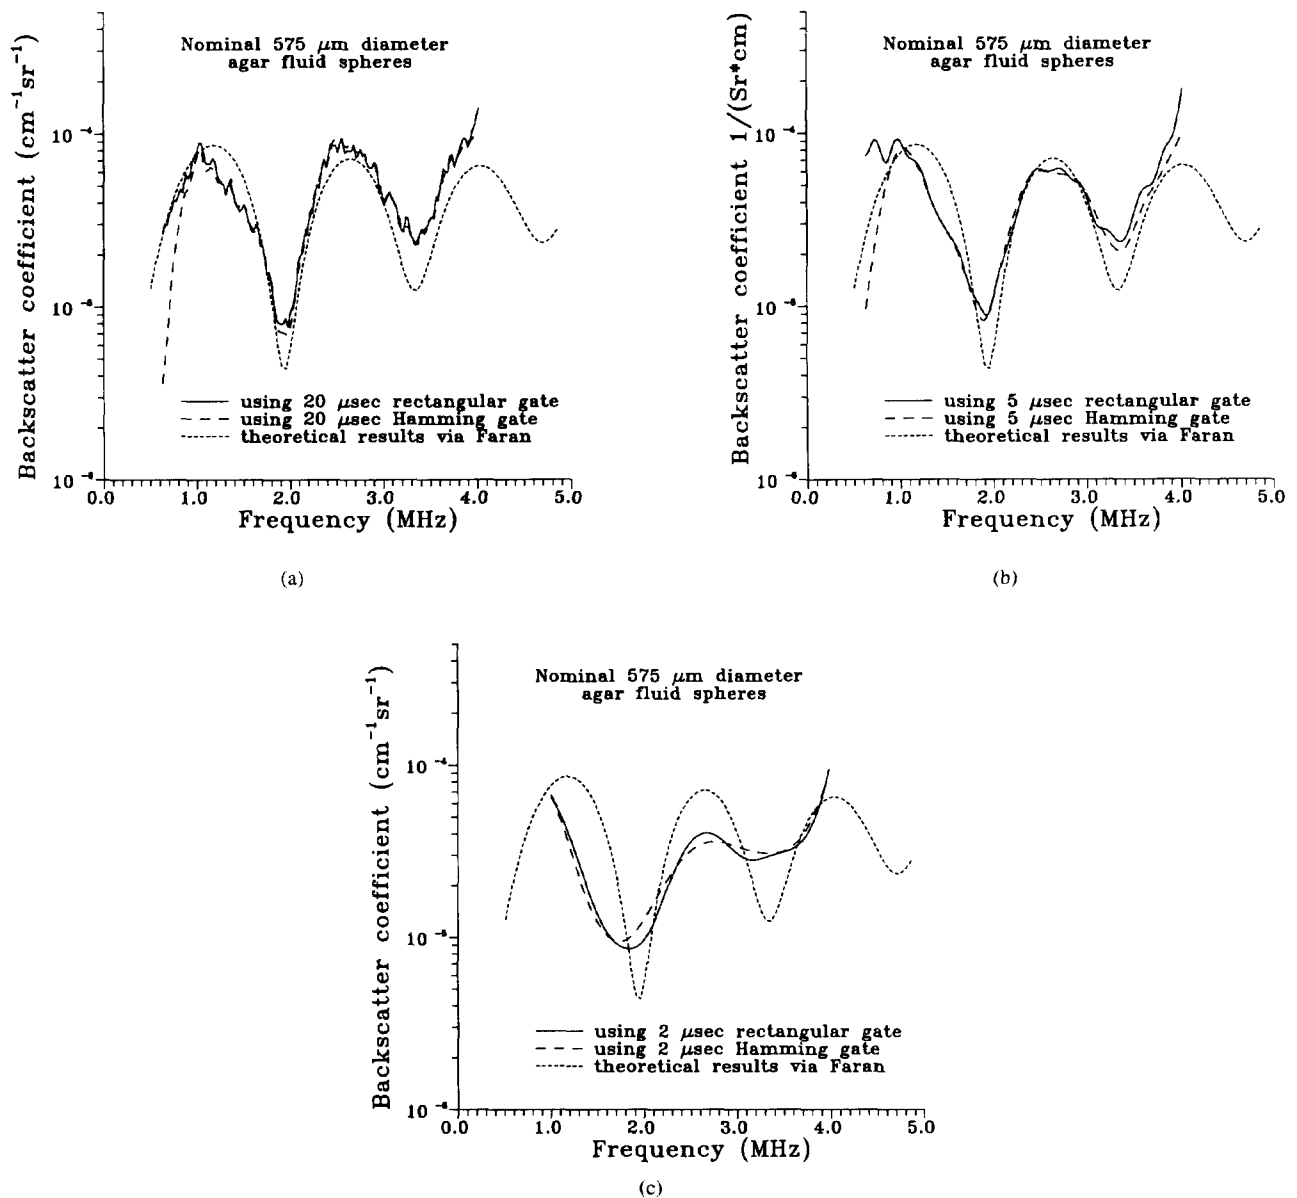 Nominal 575 μm diameter
agar fluid spheres
Backscatter coefficient (cm⁻¹sr⁻¹)
10⁻⁴
10⁻⁵
10⁻⁶
using 20 μsec rectangular gate
using 20 μsec Hamming gate
theoretical results via Faran
0.0 1.0 2.0 3.0 4.0 5.0
Frequency (MHz)
(a)
Nominal 575 μm diameter
agar fluid spheres
Backscatter coefficient 1/(Sr*cm)
10⁻⁴
10⁻⁵
10⁻⁶
using 5 μsec rectangular gate
using 5 μsec Hamming gate
theoretical results via Faran
0.0 1.0 2.0 3.0 4.0 5.0
Frequency (MHz)
(b)
Nominal 575 μm diameter
agar fluid spheres
Backscatter coefficient (cm⁻¹sr⁻¹)
10⁻⁴
10⁻⁵
10⁻⁶
using 2 μsec rectangular gate
using 2 μsec Hamming gate
theoretical results via Faran
0.0 1.0 2.0 3.0 4.0 5.0
Frequency (MHz)
(c)